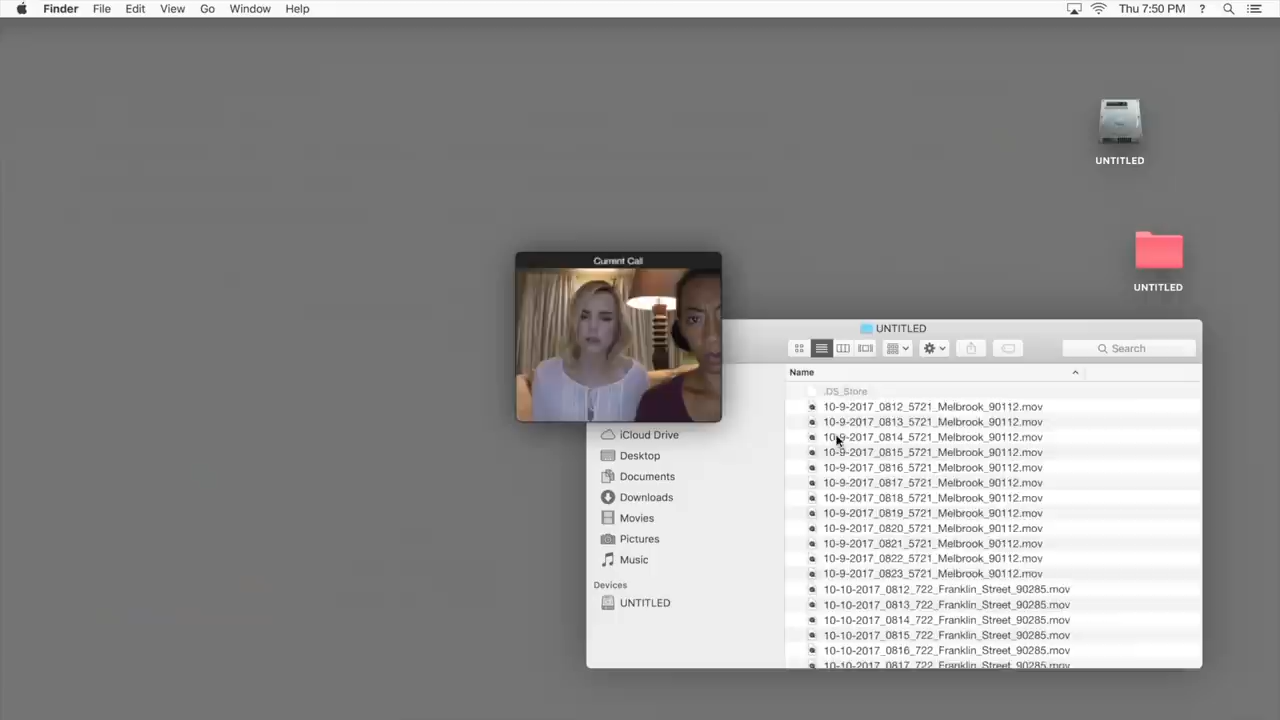 Finder File Edit View Go Window Help Thu 7:50 PM ?
UNTITLED
UNTITLED
Current Call
UNTITLED
Search
Name
.DS_Store
10-9-2017_0812_5721_Melbrook_90112.mov
10-9-2017_0813_5721_Melbrook_90112.mov
10-9-2017_0814_5721_Melbrook_90112.mov
10-9-2017_0815_5721_Melbrook_90112.mov
10-9-2017_0816_5721_Melbrook_90112.mov
10-9-2017_0817_5721_Melbrook_90112.mov
10-9-2017_0818_5721_Melbrook_90112.mov
10-9-2017_0819_5721_Melbrook_90112.mov
10-9-2017_0820_5721_Melbrook_90112.mov
10-9-2017_0821_5721_Melbrook_90112.mov
10-9-2017_0822_5721_Melbrook_90112.mov
10-9-2017_0823_5721_Melbrook_90112.mov
10-10-2017_0812_722_Franklin_Street_90285.mov
10-10-2017_0813_722_Franklin_Street_90285.mov
10-10-2017_0814_722_Franklin_Street_90285.mov
10-10-2017_0815_722_Franklin_Street_90285.mov
10-10-2017_0816_722_Franklin_Street_90285.mov
10-10-2017_0817_722_Franklin_Street_90285.mov
iCloud Drive
Desktop
Documents
Downloads
Movies
Pictures
Music
Devices
UNTITLED